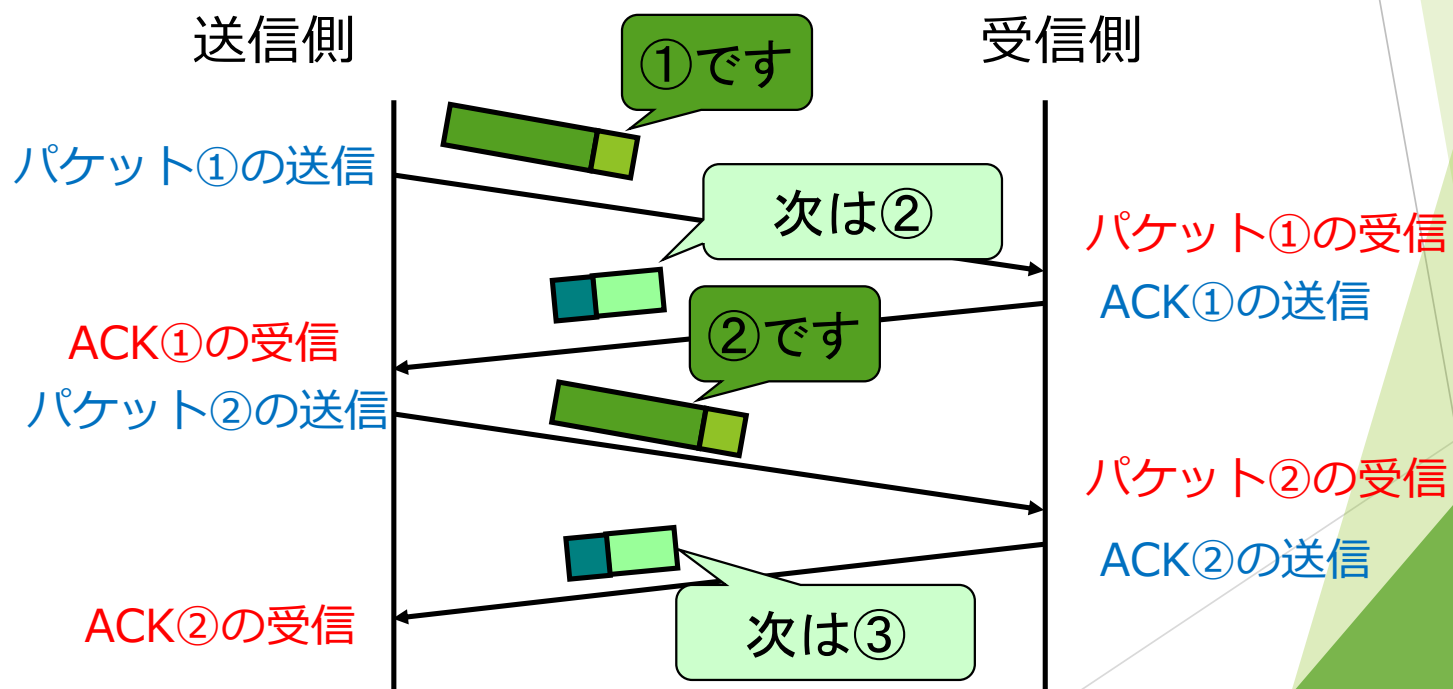 送信側
受信側
①です
パケット①の送信
次は②
パケット①の受信
ACK①の送信
ACK①の受信
②です
パケット②の送信
パケット②の受信
ACK②の送信
ACK②の受信
次は③